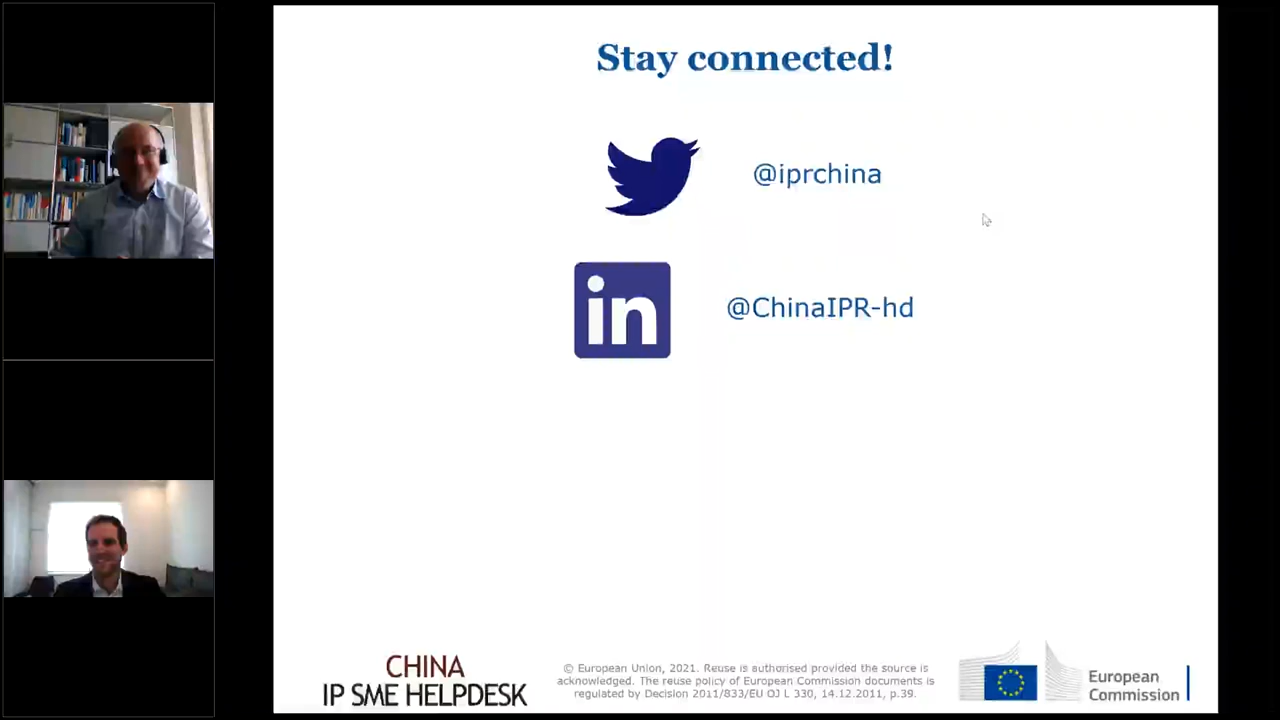 Stay connected!
@iprchina
in
@ChinaIPR-hd
CHINA
IP SME HELPDESK
© European Union, 2021. Reuse is authorised provided the source is
acknowledged. The reuse policy of European Commission documents is
regulated by Decision 2011/833/EU OJ L 330, 14.12.2011, p.39.
European
Commission